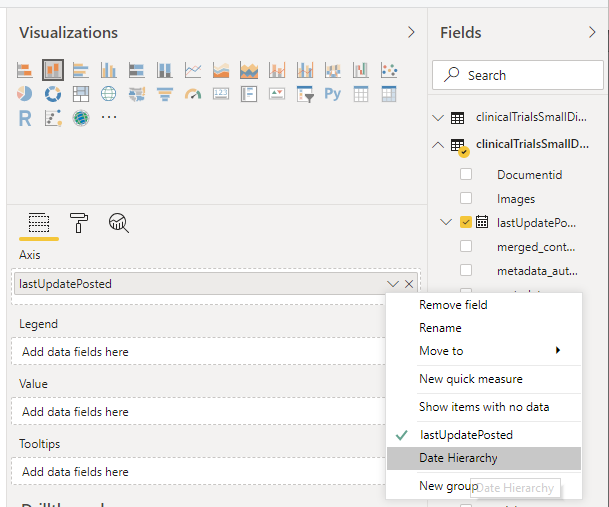 Visualizations
Fields
Search
R
Py
123
clinicalTrialsSmallDi...
clinicalTrialsSmallD...
Documentid
Images
lastUpdatePo...
merged_cont...
metadata_aut...
Axis
lastUpdatePosted
Legend
Add data fields here
Value
Add data fields here
Tooltips
Add data fields here
Remove field
Rename
Move to
New quick measure
Show items with no data
lastUpdatePosted
Date Hierarchy
New group
Date Hierarchy